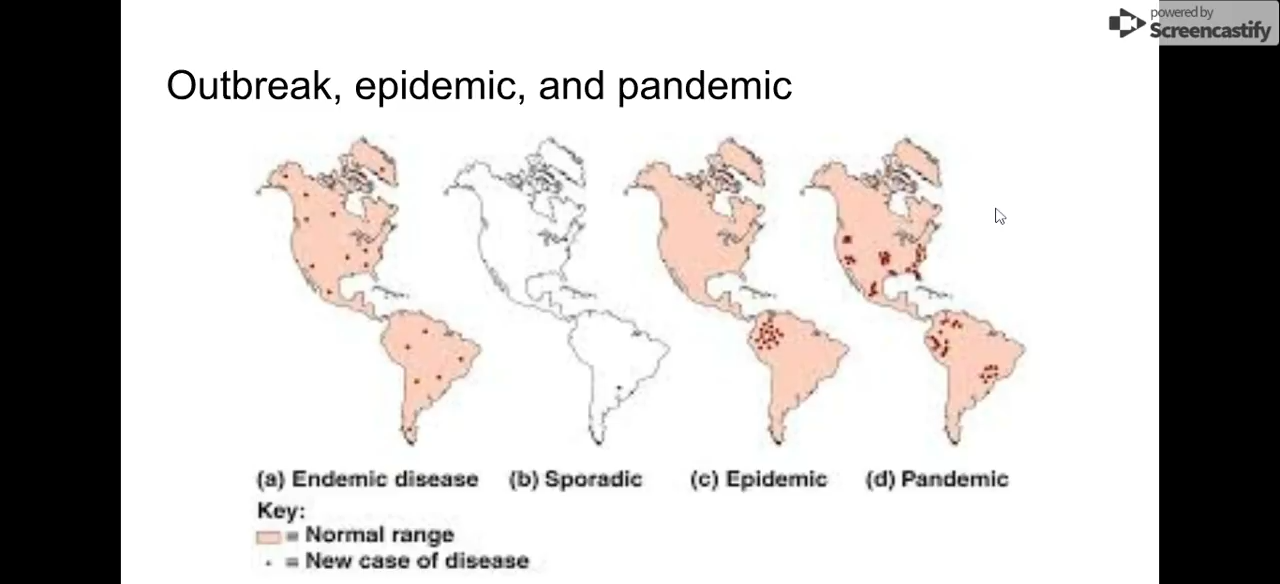 powered by
Screencastify
Outbreak, epidemic, and pandemic
(a) Endemic disease (b) Sporadic (c) Epidemic (d) Pandemic
Key:
= Normal range
= New case of disease